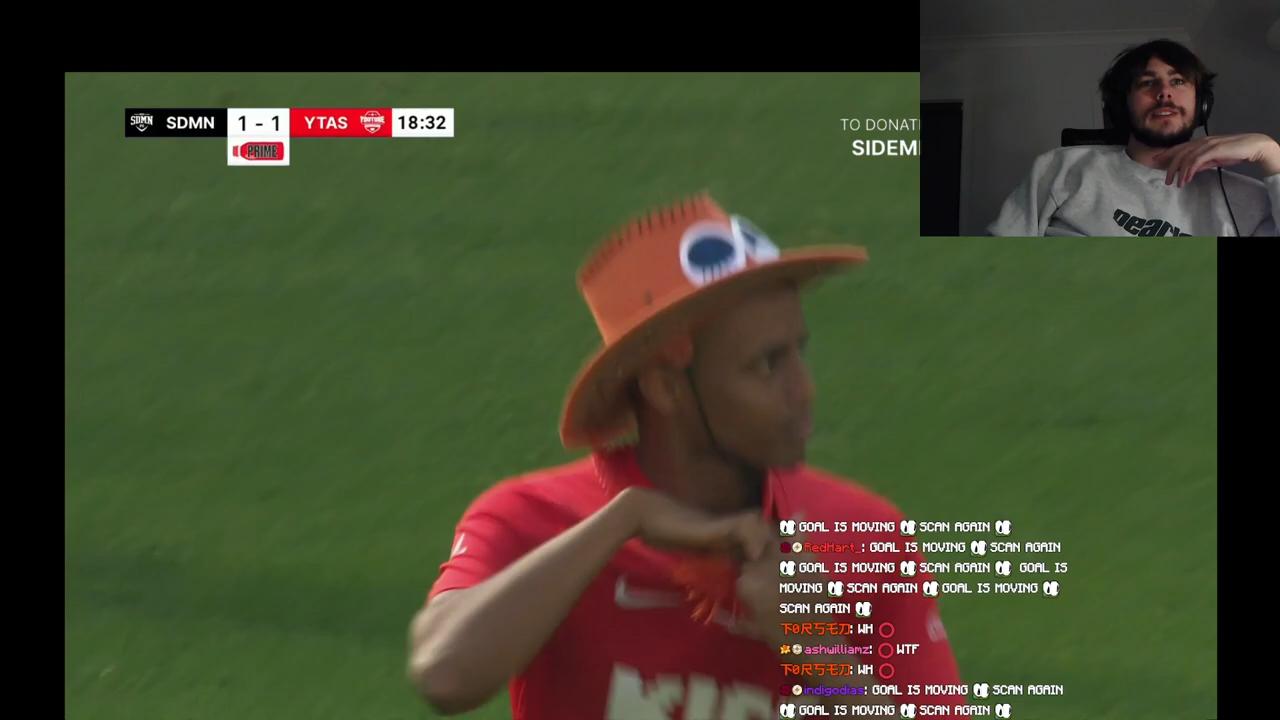 SDMN SDMN 1 - 1 YTAS 18:32
PRIME
TO DONAT
SIDEM
GOAL IS MOVING SCAN AGAIN
RedHart_: GOAL IS MOVING SCAN AGAIN
GOAL IS MOVING SCAN AGAIN GOAL IS
MOVING SCAN AGAIN GOAL IS MOVING
SCAN AGAIN
WH
ashwilliamz: WTF
WH
indigodias: GOAL IS MOVING SCAN AGAIN
GOAL IS MOVING SCAN AGAIN